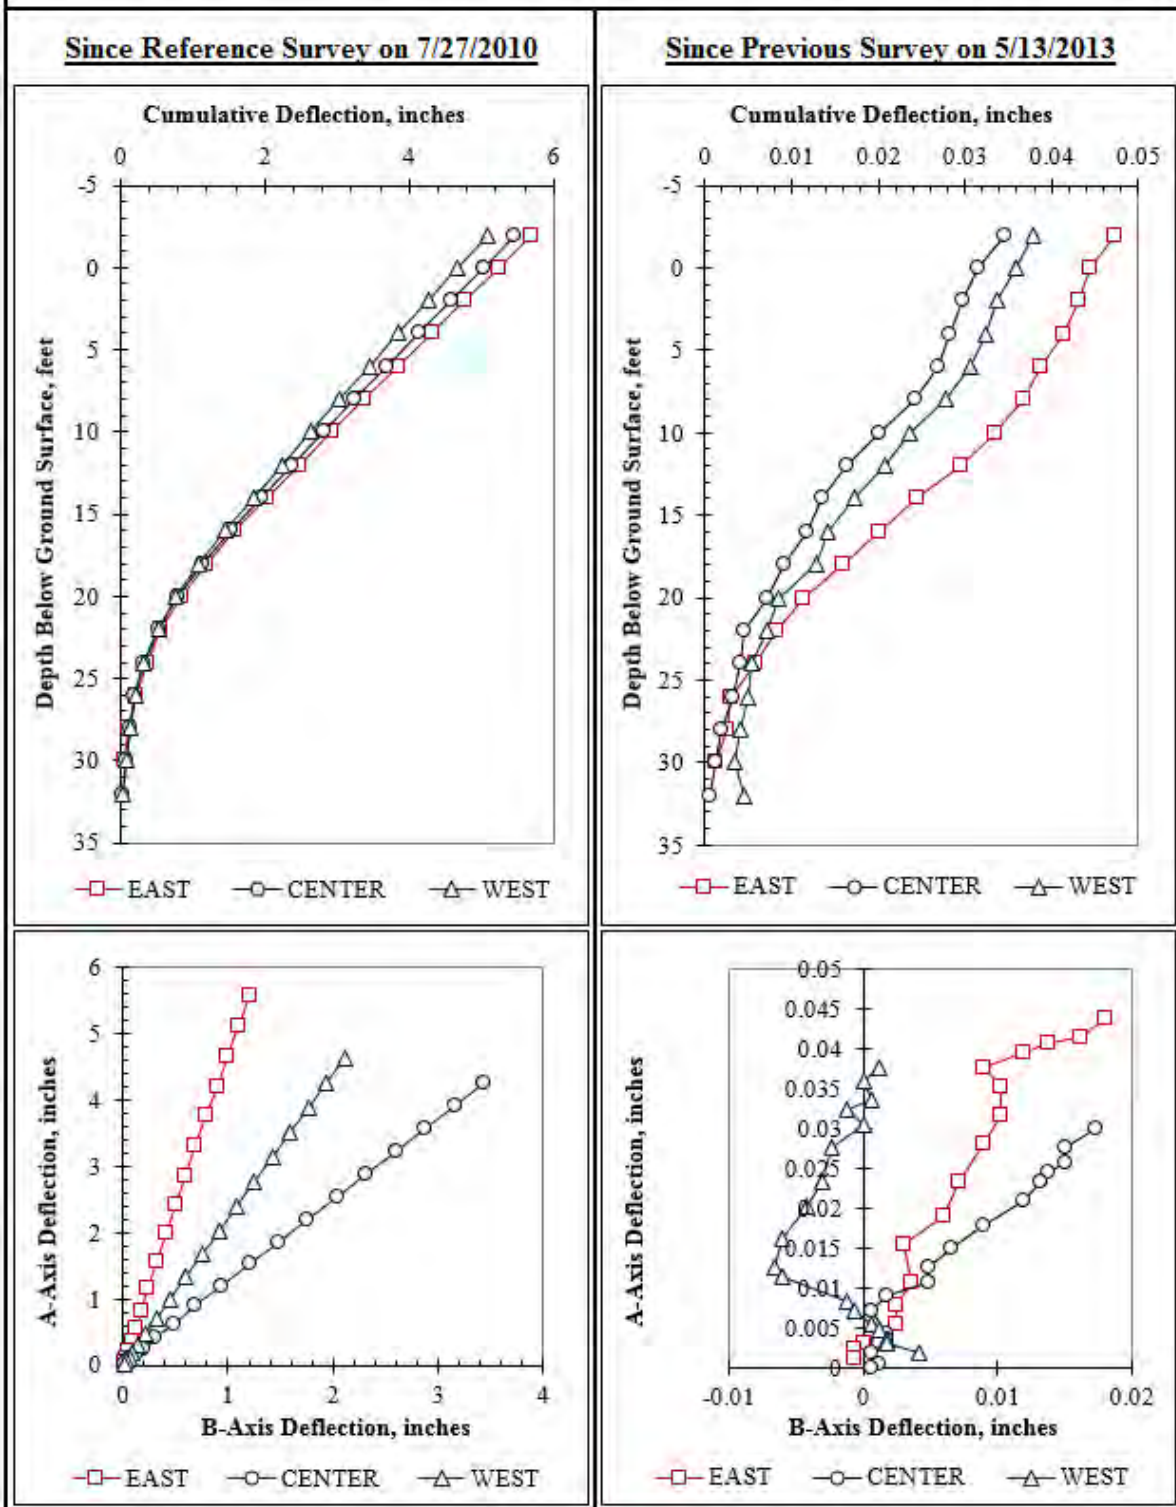 Since Reference Survey on 7/27/2010
Cumulative Deflection, inches
0 2 4 6
-5
0
5
10
15
20
25
30
35
Depth Below Ground Surface, feet
EAST CENTER WEST
Since Previous Survey on 5/13/2013
Cumulative Deflection, inches
0 0.01 0.02 0.03 0.04 0.05
-5
0
5
10
15
20
25
30
35
Depth Below Ground Surface, feet
EAST CENTER WEST
6
5
4
3
2
1
0
A-Axis Deflection, inches
0 1 2 3 4
B-Axis Deflection, inches
EAST CENTER WEST
0.05
0.045
0.04
0.035
0.03
0.025
0.02
0.015
0.01
0.005
0
A-Axis Deflection, inches
-0.01 0 0.01 0.02
B-Axis Deflection, inches
EAST CENTER WEST